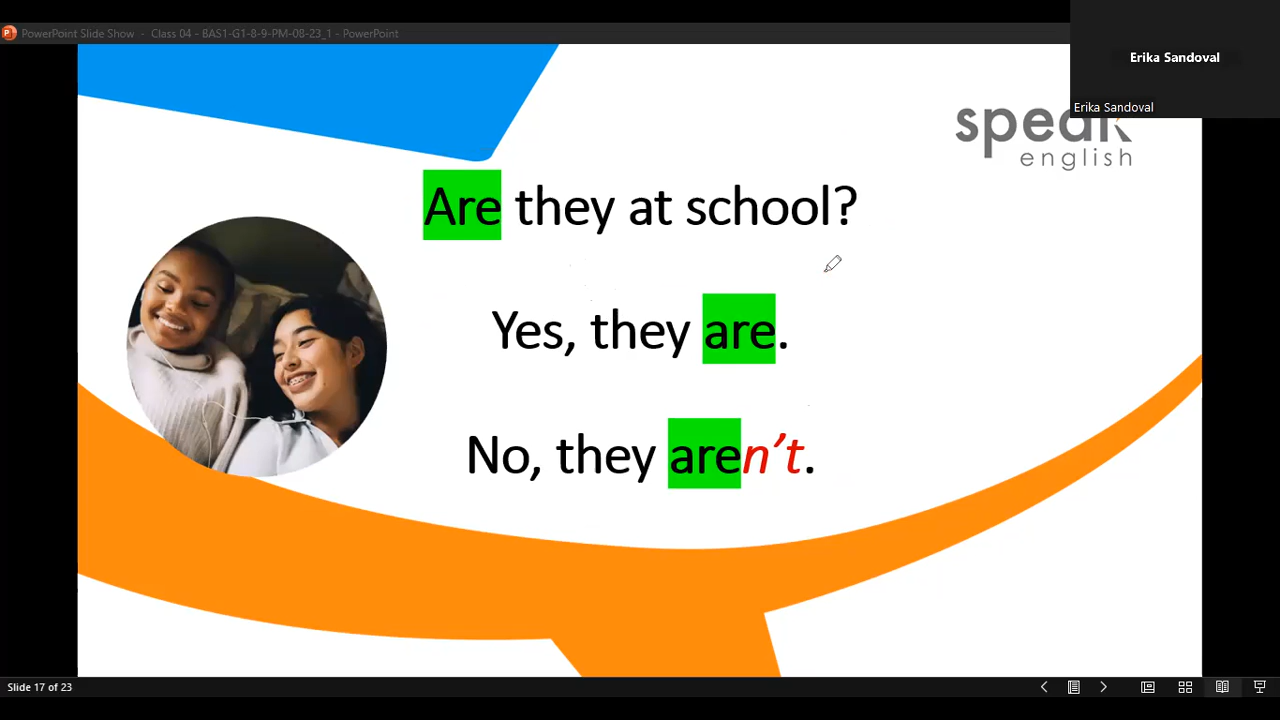 PowerPoint Slide Show - Class 04 - BAS1-G1-8-9-PM-08-23_1 - PowerPoint
Erika Sandoval
Erika Sandoval
speak
english
Are they at school?
Yes, they are.
No, they aren't.
Slide 17 of 23